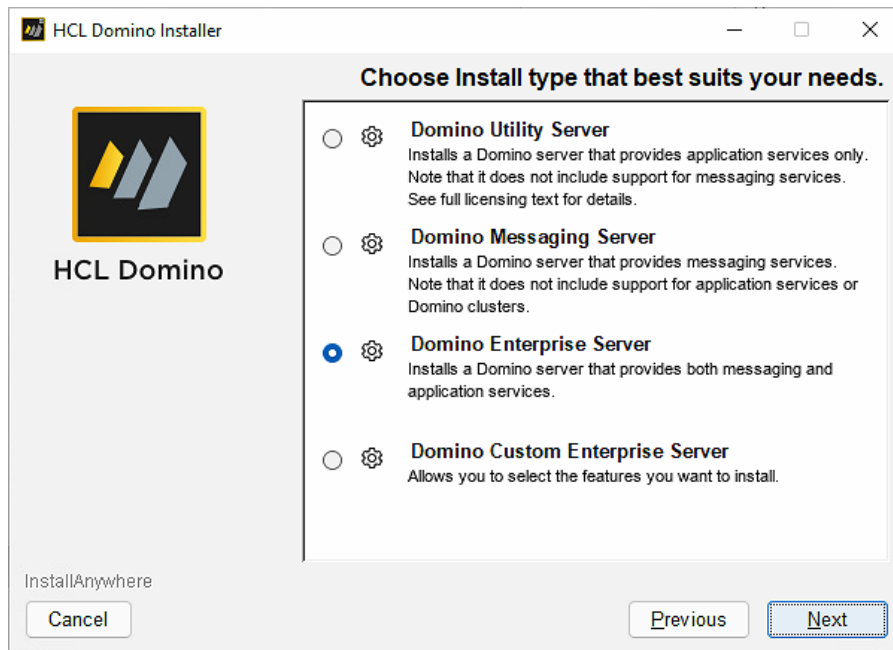 HCL Domino Installer
Choose Install type that best suits your needs.
HCL Domino
Domino Utility Server
Installs a Domino server that provides application services only.
Note that it does not include support for messaging services.
See full licensing text for details.
Domino Messaging Server
Installs a Domino server that provides messaging services.
Note that it does not include support for application services or
Domino clusters.
Domino Enterprise Server
Installs a Domino server that provides both messaging and
application services.
Domino Custom Enterprise Server
Allows you to select the features you want to install.
InstallAnywhere
Cancel
Previous
Next